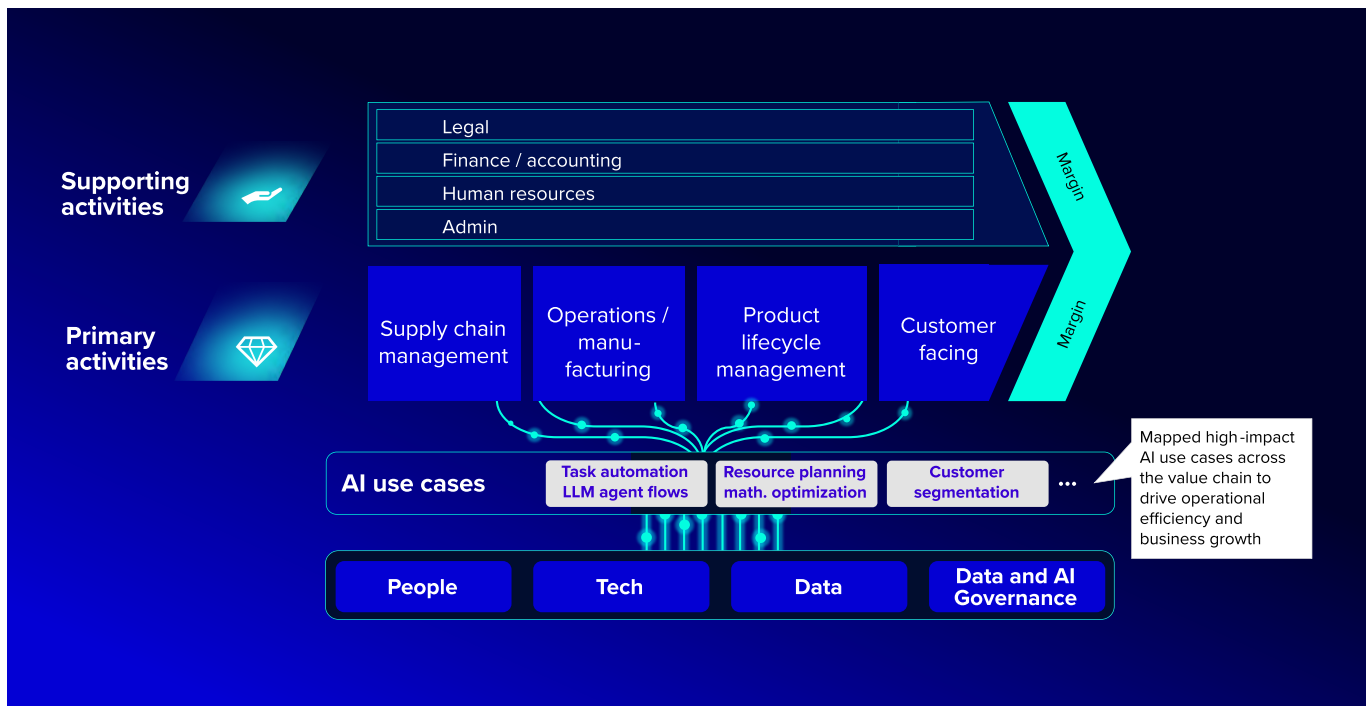 Supporting
activities
Legal
Finance / accounting
Human resources
Admin
Margin
Primary
activities
Supply chain
management
Operations /
manu-
facturing
Product
lifecycle
management
Customer
facing
Margin
AI use cases
Task automation
LLM agent flows
Resource planning
math. optimization
Customer
segmentation
...
Mapped high-impact
AI use cases across
the value chain to
drive operational
efficiency and
business growth
People
Tech
Data
Data and AI
Governance